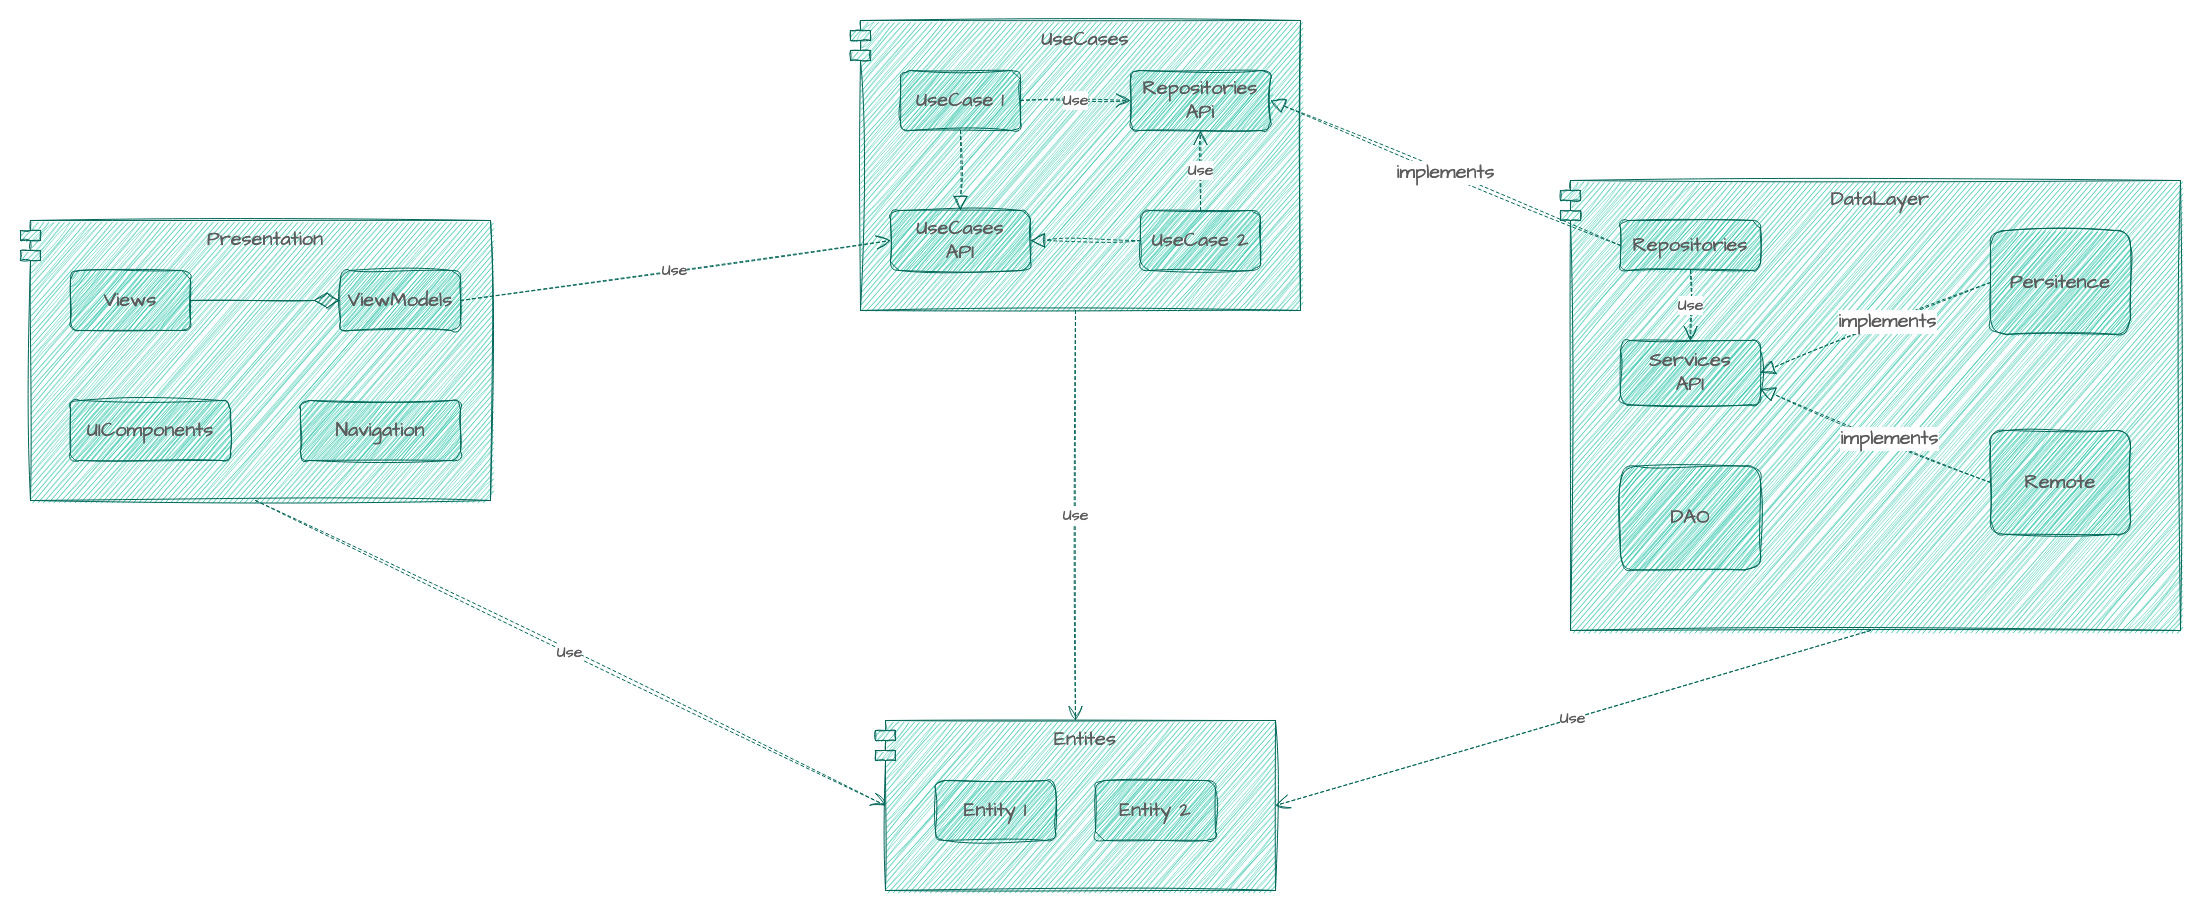 UseCases
UseCase 1
Use
Repositories
APi
Use
UseCases
API
UseCase 2
implements
Presentation
Views
ViewModels
UIComponents
Navigation
Use
DataLayer
Repositories
Use
Services
API
Persitence
implements
implements
Remote
DAO
Use
Use
Use
Entites
Entity 1
Entity 2